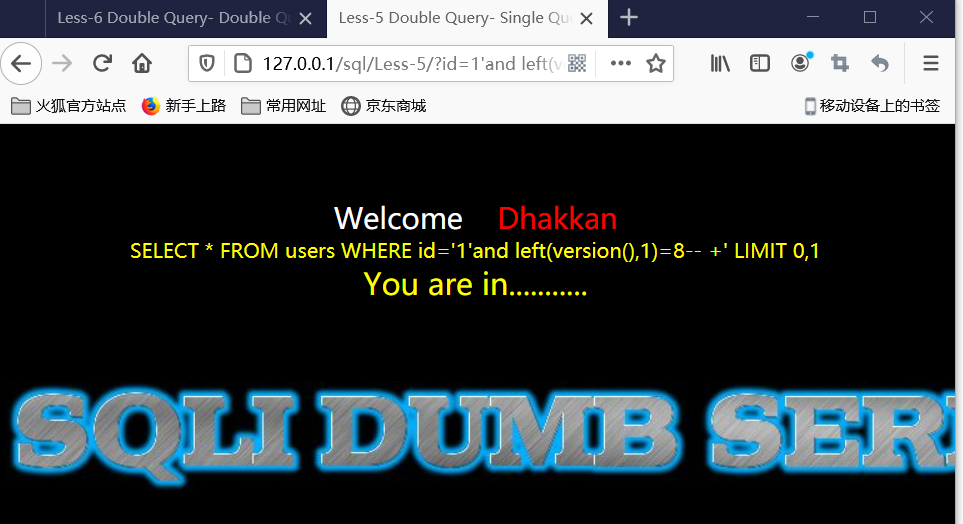 Less-6 Double Query- Double Q
Less-5 Double Query- Single Que
127.0.0.1/sql/Less-5/?id=1'and left(v
火狐官方站点 新手上路 常用网址 京东商城 移动设备上的书签
Welcome Dhakkan
SELECT * FROM users WHERE id='1'and left(version(),1)=8-- +' LIMIT 0,1
You are in...........
SQLI DUMB SERI